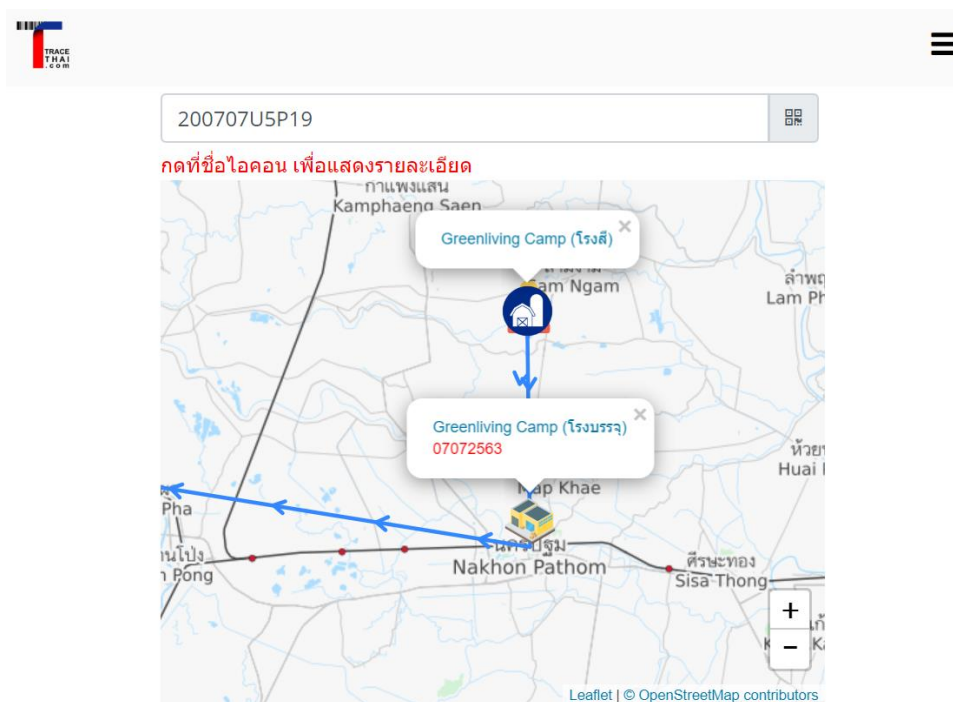 TRACE
THAI
.com
200707U5P19
กดที่ชื่อไอคอน เพื่อแสดงรายละเอียด
กำแพงแสน
Kamphaeng Saen
Greenliving Camp (โรงสี)
Sam Ngam
Lam Ph
Greenliving Camp (โรงบรรจุ)
07072563
ห้วย
Huai
Map Khae
Pha
นครปฐม
Nakhon Pathom
ศีรษะทอง
Sisa Thong
Pong
+
−
Leaflet | © OpenStreetMap contributors